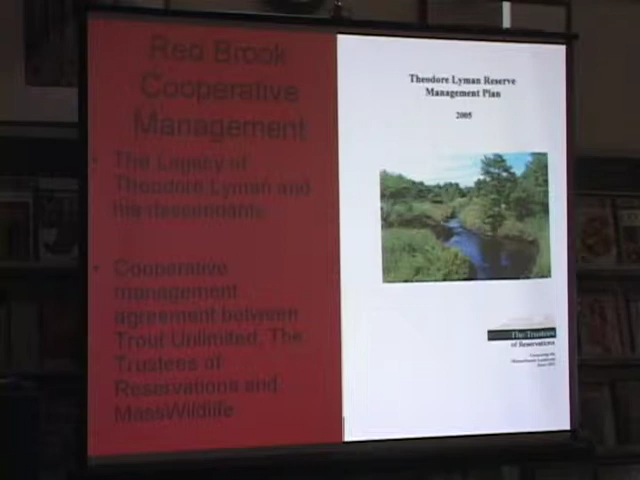 Red Brook
Cooperative
Management
• The Legacy of
Theodore Lyman and
his descendants.
• Cooperative
management
agreement between
Trout Unlimited, The
Trustees of
Reservations and
MassWildlife
Theodore Lyman Reserve
Management Plan
2005
The Trustees
of Reservations